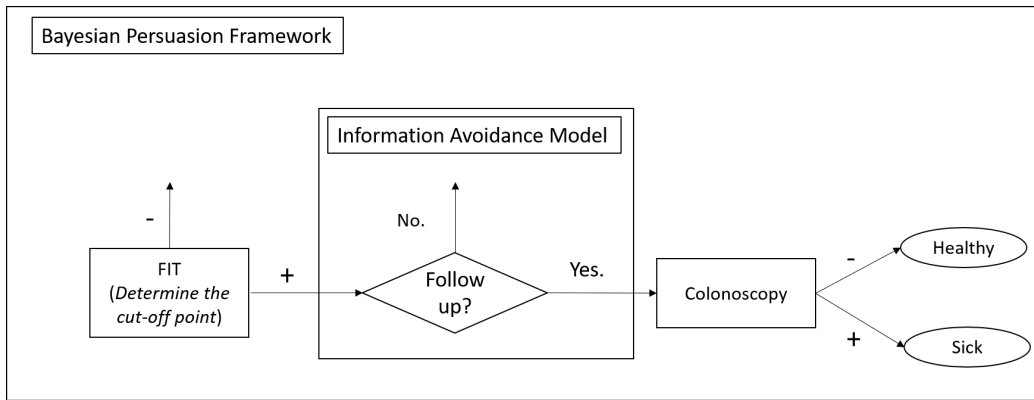 Bayesian Persuasion Framework
Information Avoidance Model
-
No.
FIT
(Determine the
cut-off point)
+
Follow
up?
Yes.
Colonoscopy
-
Healthy
+
Sick